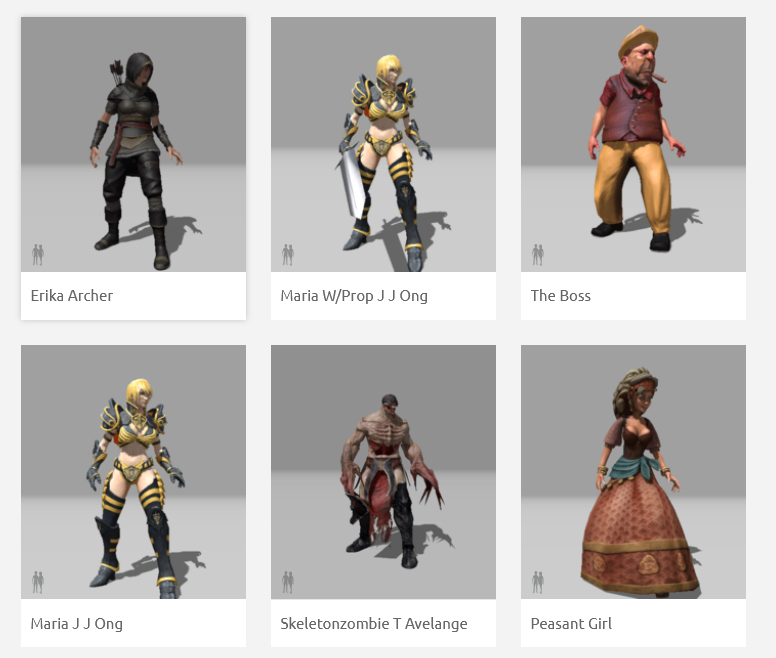 Erika Archer
Maria W/Prop J J Ong
The Boss
Maria J J Ong
Skeletonzombie T Avelange
Peasant Girl